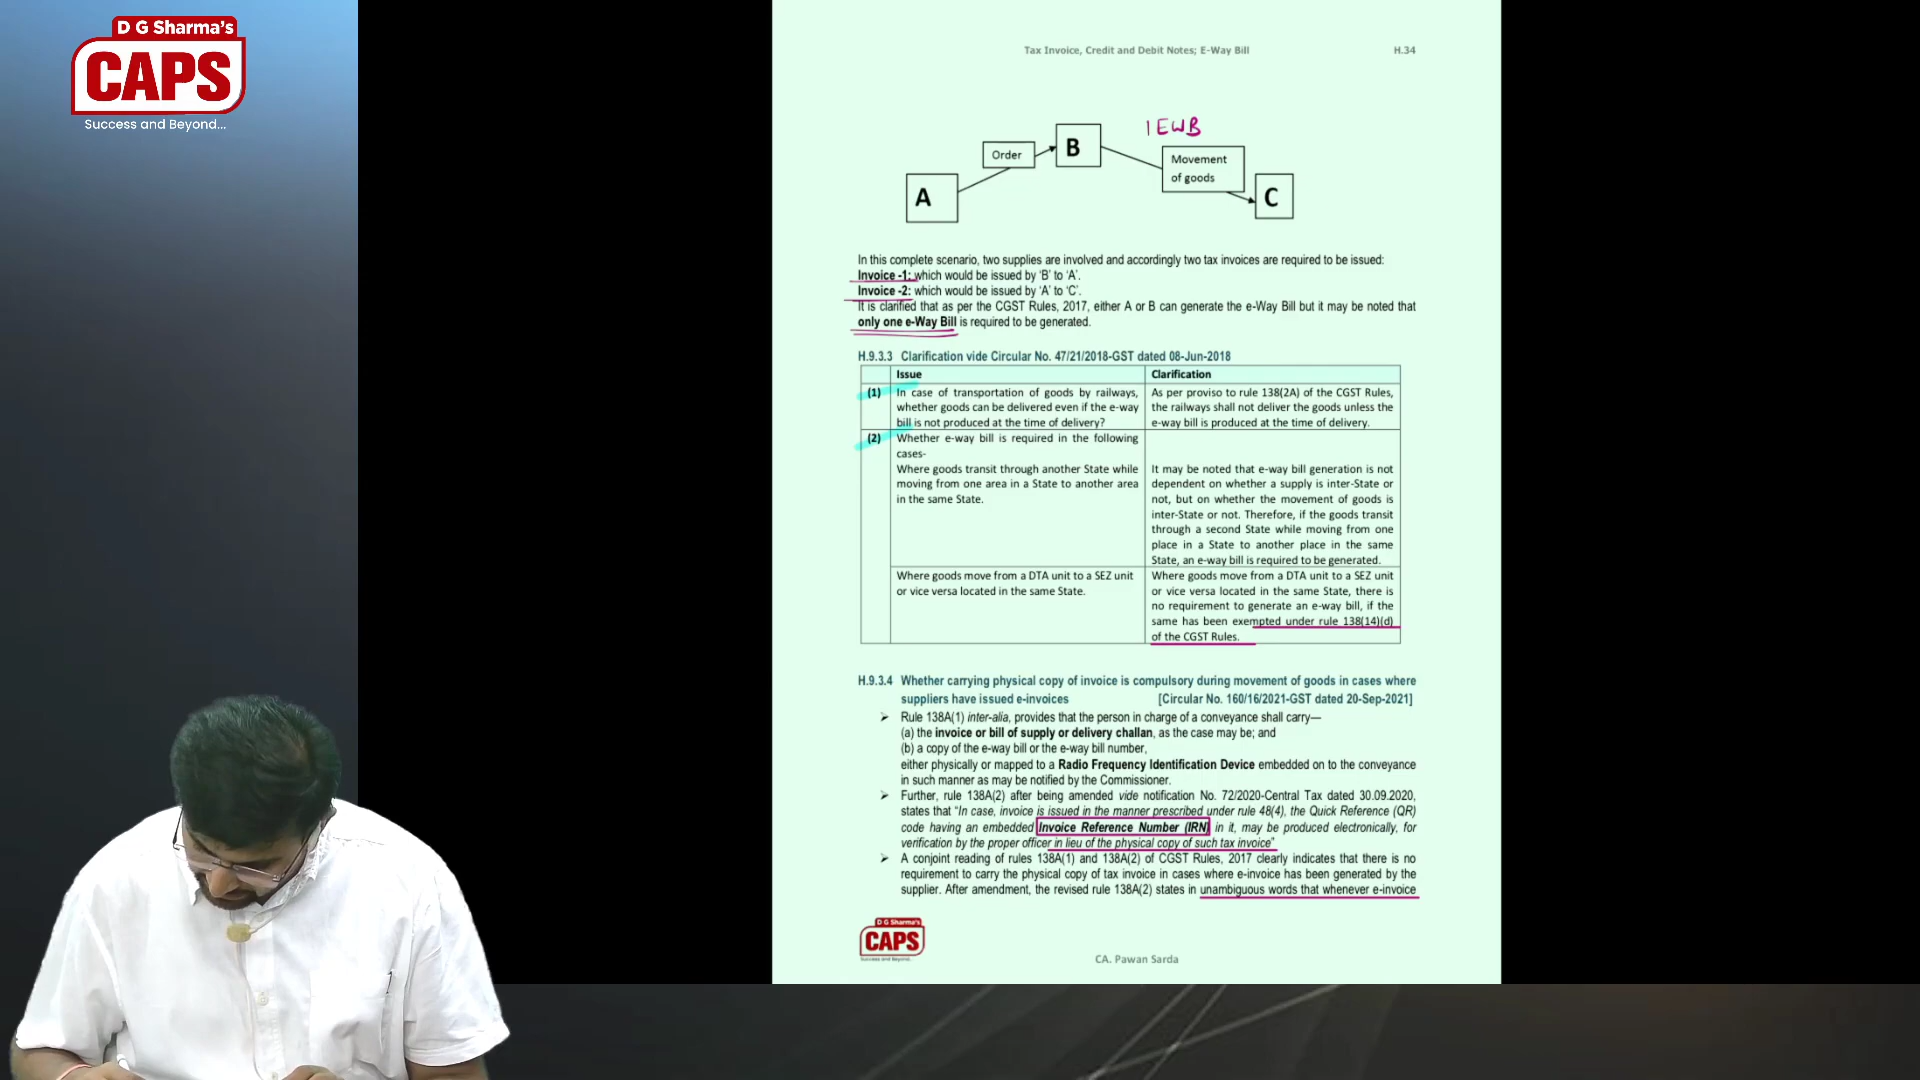 D G Sharma's
CAPS
Success and Beyond...
Tax Invoice, Credit and Debit Notes; E-Way Bill H.34
1 EWB
Order
B
Movement
of goods
A
C
In this complete scenario, two supplies are involved and accordingly two tax invoices are required to be issued:
Invoice -1: which would be issued by ‘B’ to ‘A’.
Invoice -2: which would be issued by ‘A’ to ‘C’.
It is clarified that as per the CGST Rules, 2017, either A or B can generate the e-Way Bill but it may be noted that
only one e-Way Bill is required to be generated.
H.9.3.3 Clarification vide Circular No. 47/21/2018-GST dated 08-Jun-2018
Issue Clarification
(1) In case of transportation of goods by railways,
whether goods can be delivered even if the e-way
bill is not produced at the time of delivery?
As per proviso to rule 138(2A) of the CGST Rules,
the railways shall not deliver the goods unless the
e-way bill is produced at the time of delivery.
(2) Whether e-way bill is required in the following
cases-
Where goods transit through another State while
moving from one area in a State to another area
in the same State.
It may be noted that e-way bill generation is not
dependent on whether a supply is inter-State or
not, but on whether the movement of goods is
inter-State or not. Therefore, if the goods transit
through a second State while moving from one
place in a State to another place in the same
State, an e-way bill is required to be generated.
Where goods move from a DTA unit to a SEZ unit
or vice versa located in the same State.
Where goods move from a DTA unit to a SEZ unit
or vice versa located in the same State, there is
no requirement to generate an e-way bill, if the
same has been exempted under rule 138(14)(d)
of the CGST Rules.
H.9.3.4 Whether carrying physical copy of invoice is compulsory during movement of goods in cases where
suppliers have issued e-invoices [Circular No. 160/16/2021-GST dated 20-Sep-2021]
➢ Rule 138A(1) inter-alia, provides that the person in charge of a conveyance shall carry—
(a) the invoice or bill of supply or delivery challan, as the case may be; and
(b) a copy of the e-way bill or the e-way bill number,
either physically or mapped to a Radio Frequency Identification Device embedded on to the conveyance
in such manner as may be notified by the Commissioner.
➢ Further, rule 138A(2) after being amended vide notification No. 72/2020-Central Tax dated 30.09.2020,
states that “In case, invoice is issued in the manner prescribed under rule 48(4), the Quick Reference (QR)
code having an embedded Invoice Reference Number (IRN) in it, may be produced electronically, for
verification by the proper officer in lieu of the physical copy of such tax invoice”
➢ A conjoint reading of rules 138A(1) and 138A(2) of CGST Rules, 2017 clearly indicates that there is no
requirement to carry the physical copy of tax invoice in cases where e-invoice has been generated by the
supplier. After amendment, the revised rule 138A(2) states in unambiguous words that whenever e-invoice
D G Sharma's
CAPS
Success and Beyond...
CA. Pawan Sarda